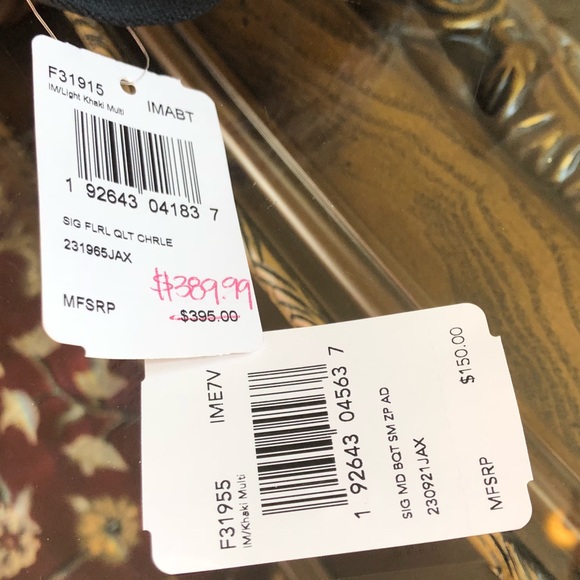 F31915
IM/Light Khaki Multi
IMABT
1 92643 04183 7
SIG FLRL QLT CHRLE
231965JAX
$389.99
MFSRP
$395.00
F31955
IME7V
IM/Khaki Multi
1 92643 04563 7
SIG MD BQT SM ZP AD
230921JAX
MFSRP
$150.00